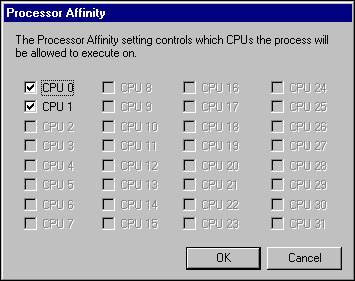 Processor Affinity
The Processor Affinity setting controls which CPUs the process will
be allowed to execute on.
CPU 0 CPU 8 CPU 16 CPU 24
CPU 1 CPU 9 CPU 17 CPU 25
CPU 2 CPU 10 CPU 18 CPU 26
CPU 3 CPU 11 CPU 19 CPU 27
CPU 4 CPU 12 CPU 20 CPU 28
CPU 5 CPU 13 CPU 21 CPU 29
CPU 6 CPU 14 CPU 22 CPU 30
CPU 7 CPU 15 CPU 23 CPU 31
OK Cancel